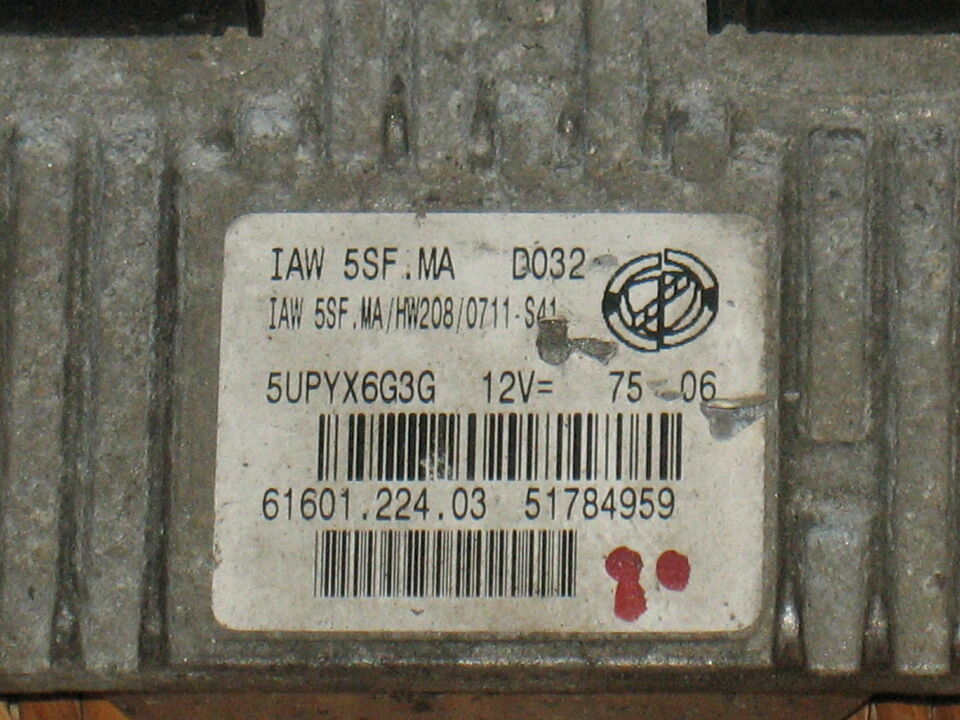 IAW 5SF.MA D032
IAW 5SF.MA/HW208/0711-S41
5UPYX6G3G 12V= 75 06
61601.224.03 51784959